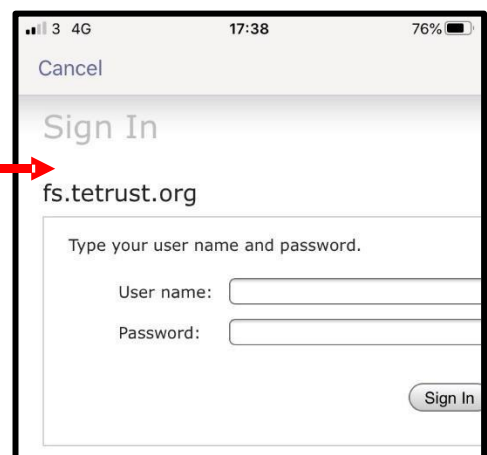 3 4G 17:38 76%
Cancel
Sign In
fs.tetrust.org
Type your user name and password.
User name:
Password:
Sign In